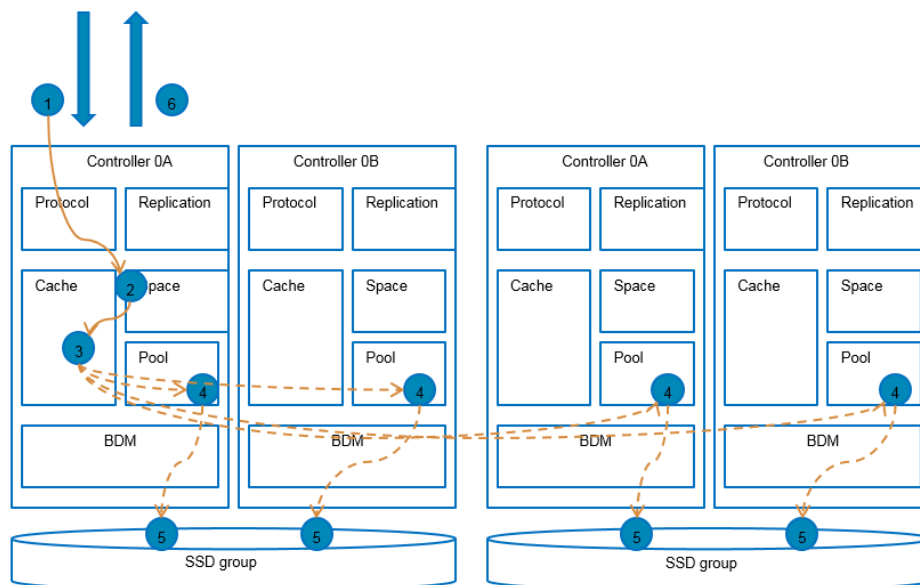 1
6
Controller 0A
Controller 0B
Controller 0A
Controller 0B
Protocol
Replication
Protocol
Replication
Protocol
Replication
Protocol
Replication
Cache
2
Space
Cache
Space
Cache
Space
Cache
Space
3
Pool
Pool
Pool
Pool
4
4
4
4
BDM
BDM
BDM
BDM
5
5
5
5
SSD group
SSD group